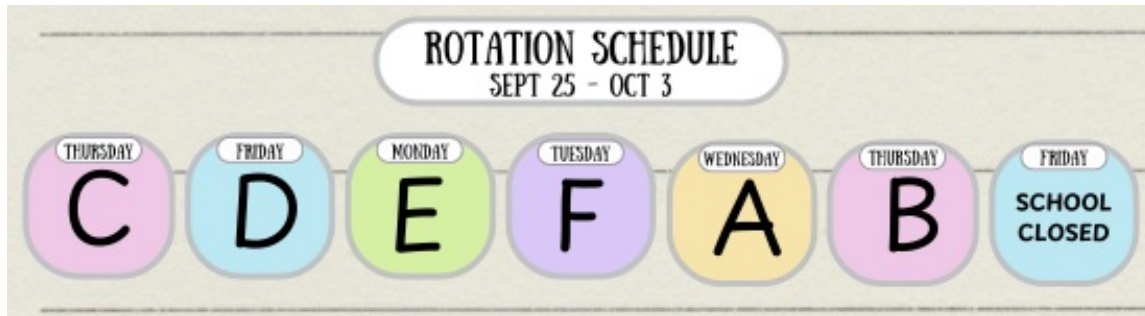 ROTATION SCHEDULE
SEPT 25 - OCT 3
THURSDAY FRIDAY MONDAY TUESDAY WEDNESDAY THURSDAY FRIDAY
C D E F A B SCHOOL CLOSED